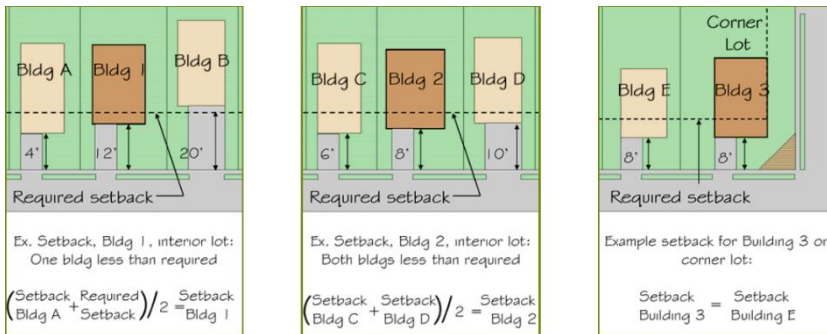 Bldg A
Bldg 1
Bldg B
4'
12'
20'
Required setback
Ex. Setback, Bldg 1, interior lot:
One bldg less than required
(Setback Bldg A + Required Setback)/2 = Setback Bldg 1
Bldg C
Bldg 2
Bldg D
6'
8'
10'
Required setback
Ex. Setback, Bldg 2, interior lot:
Both bldgs less than required
(Setback Bldg C + Setback Bldg D)/2 = Setback Bldg 2
Corner
Lot
Bldg E
Bldg 3
8'
8'
Required setback
Example setback for Building 3 on
corner lot:
Setback Building 3 = Setback Building E